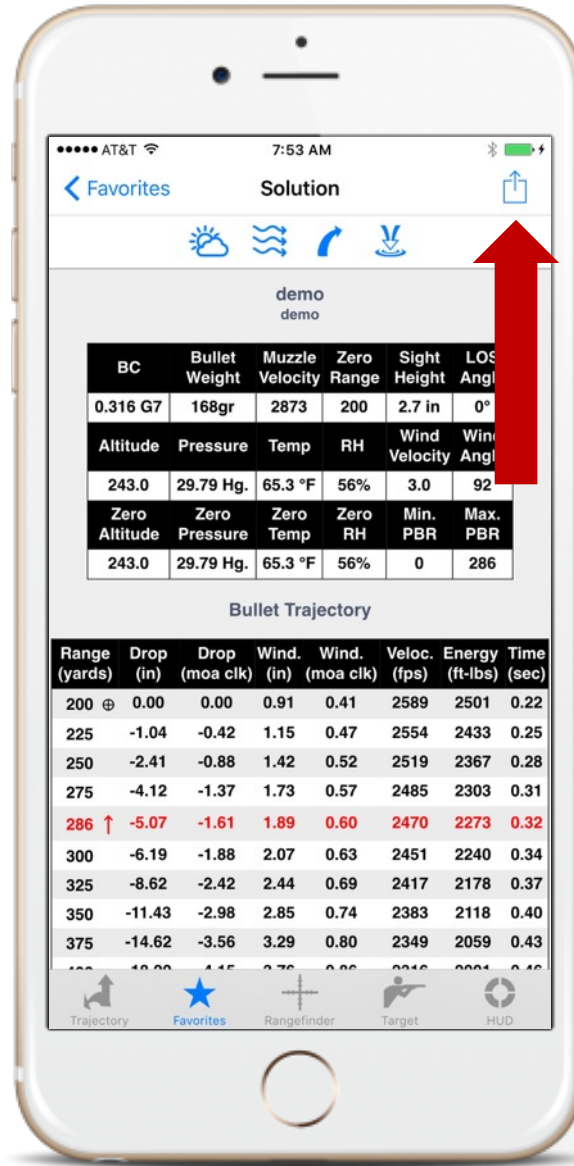 AT&T 7:53 AM
Favorites Solution
demo
demo
BC Bullet Weight Muzzle Velocity Zero Range Sight Height
0.316 G7 168gr 2873 200 2.7 in 0°
Altitude Pressure Temp RH Wind Velocity
243.0 29.79 Hg. 65.3 °F 56% 3.0 92
Zero Altitude Zero Pressure Zero Temp Zero RH Min. PBR Max. PBR
243.0 29.79 Hg. 65.3 °F 56% 0 286
Bullet Trajectory
Range (yards) Drop (in) Drop (moa clk) Wind. (in) Wind. (moa clk) Veloc. (fps) Energy (ft-lbs) Time (sec)
200 ⊕ 0.00 0.00 0.91 0.41 2589 2501 0.22
225 -1.04 -0.42 1.15 0.47 2554 2433 0.25
250 -2.41 -0.88 1.42 0.52 2519 2367 0.28
275 -4.12 -1.37 1.73 0.57 2485 2303 0.31
286 ↑ -5.07 -1.61 1.89 0.60 2470 2273 0.32
300 -6.19 -1.88 2.07 0.63 2451 2240 0.34
325 -8.62 -2.42 2.44 0.69 2417 2178 0.37
350 -11.43 -2.98 2.85 0.74 2383 2118 0.40
375 -14.62 -3.56 3.29 0.80 2349 2059 0.43
Trajectory Favorites Rangefinder Target HUD